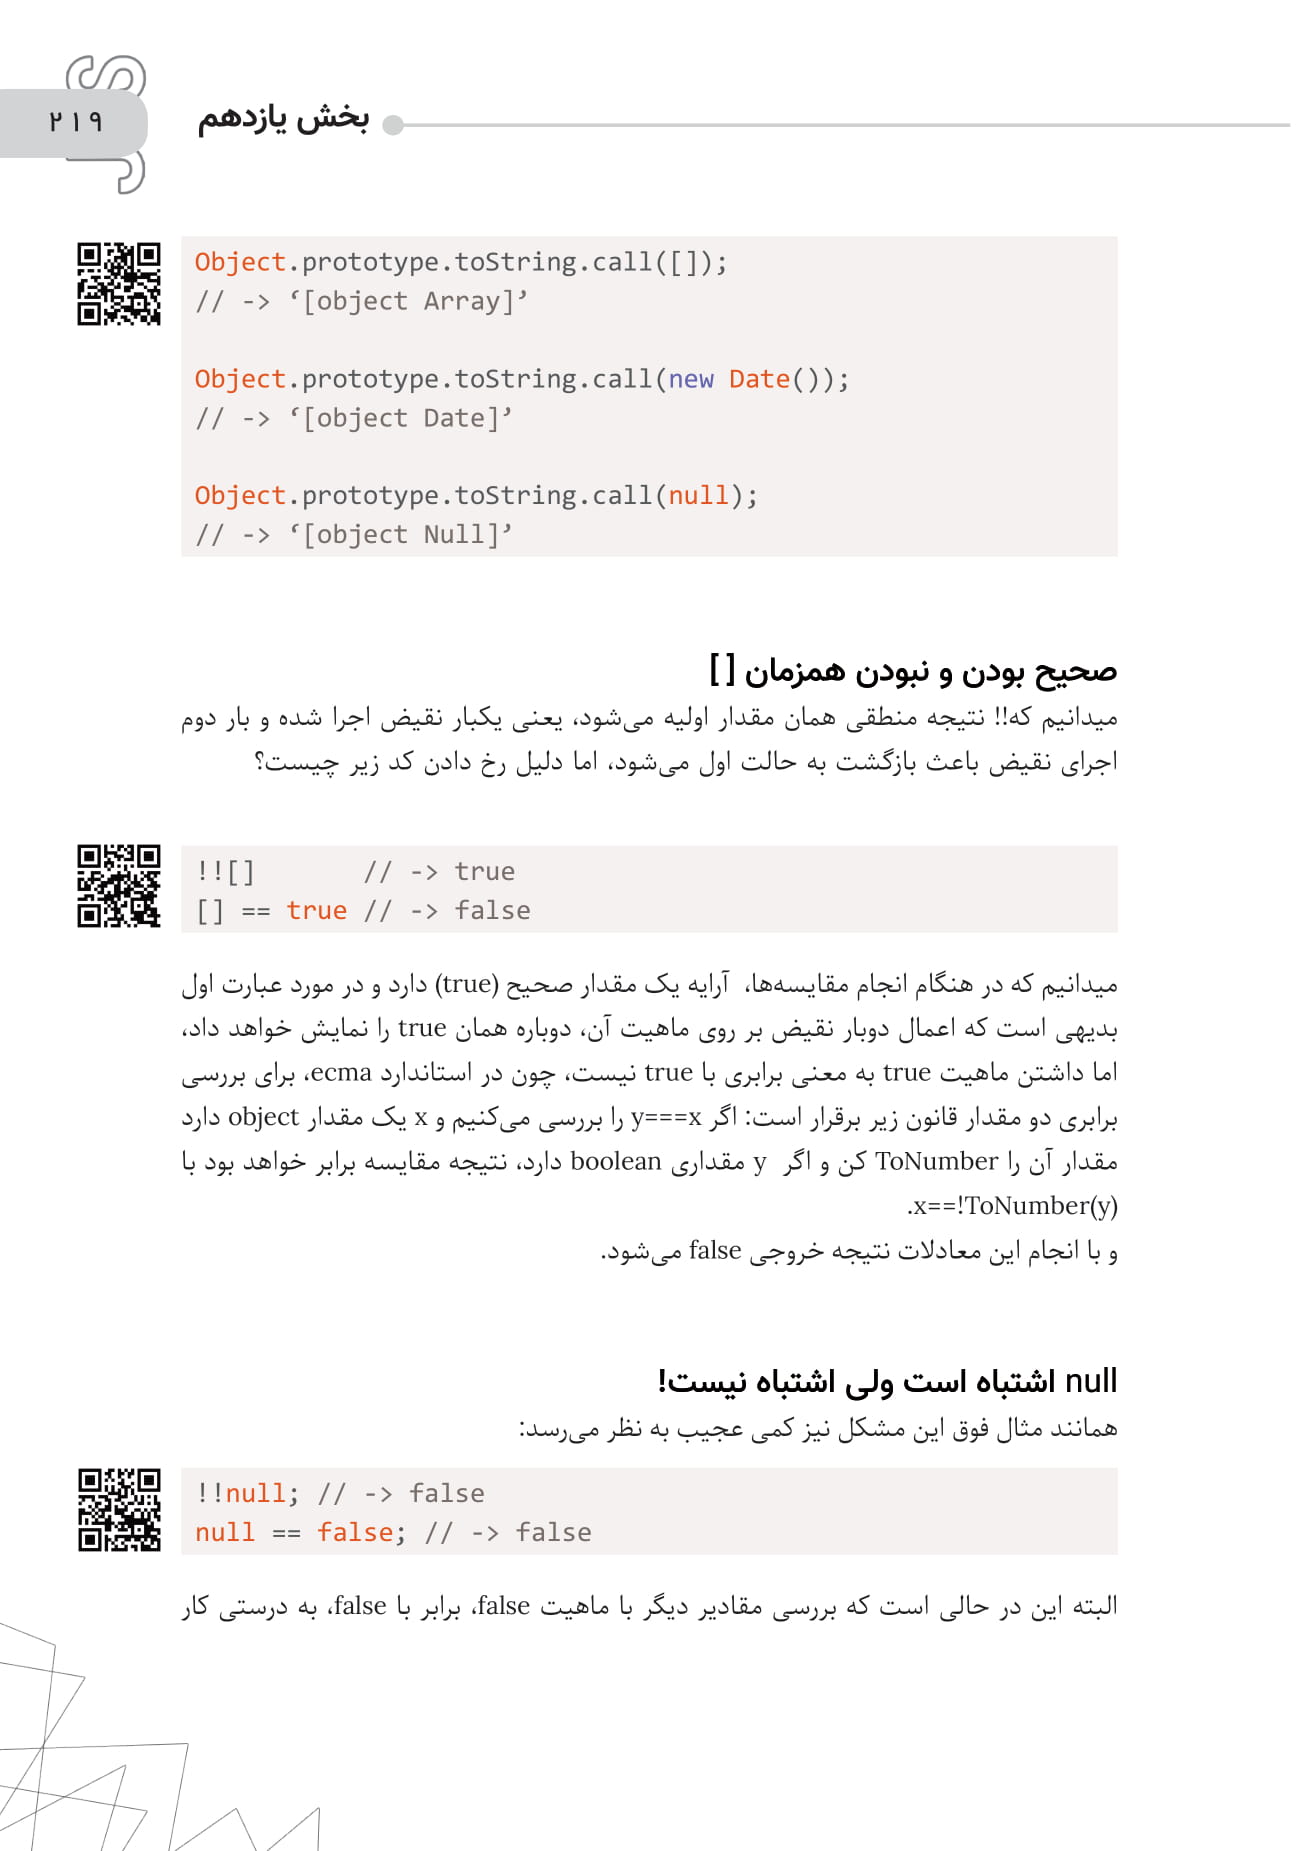 JS
۲۱۹
بخش یازدهم
Object.prototype.toString.call([]);
// -> ‘[object Array]’
Object.prototype.toString.call(new Date());
// -> ‘[object Date]’
Object.prototype.toString.call(null);
// -> ‘[object Null]’
صحیح بودن و نبودن همزمان [ ]
میدانیم که!! نتیجه منطقی همان مقدار اولیه می‌شود، یعنی یکبار نقیض اجرا شده و بار دوم
اجرای نقیض باعث بازگشت به حالت اول می‌شود، اما دلیل رخ دادن کد زیر چیست؟
!![]       // -> true
[] == true // -> false
میدانیم که در هنگام انجام مقایسه‌ها،  آرایه یک مقدار صحیح (true) دارد و در مورد عبارت اول
بدیهی است که اعمال دوبار نقیض بر روی ماهیت آن، دوباره همان true را نمایش خواهد داد،
اما داشتن ماهیت true به معنی برابری با true نیست، چون در استاندارد ecma، برای بررسی
برابری دو مقدار قانون زیر برقرار است: اگر y===x را بررسی می‌کنیم و x یک مقدار object دارد
مقدار آن را ToNumber کن و اگر  y مقداری boolean دارد، نتیجه مقایسه برابر خواهد بود با
x==!ToNumber(y).
و با انجام این معادلات نتیجه خروجی false می‌شود.
null اشتباه است ولی اشتباه نیست!
همانند مثال فوق این مشکل نیز کمی عجیب به نظر می‌رسد:
!!null; // -> false
null == false; // -> false
البته این در حالی است که بررسی مقادیر دیگر با ماهیت false، برابر با false، به درستی کار